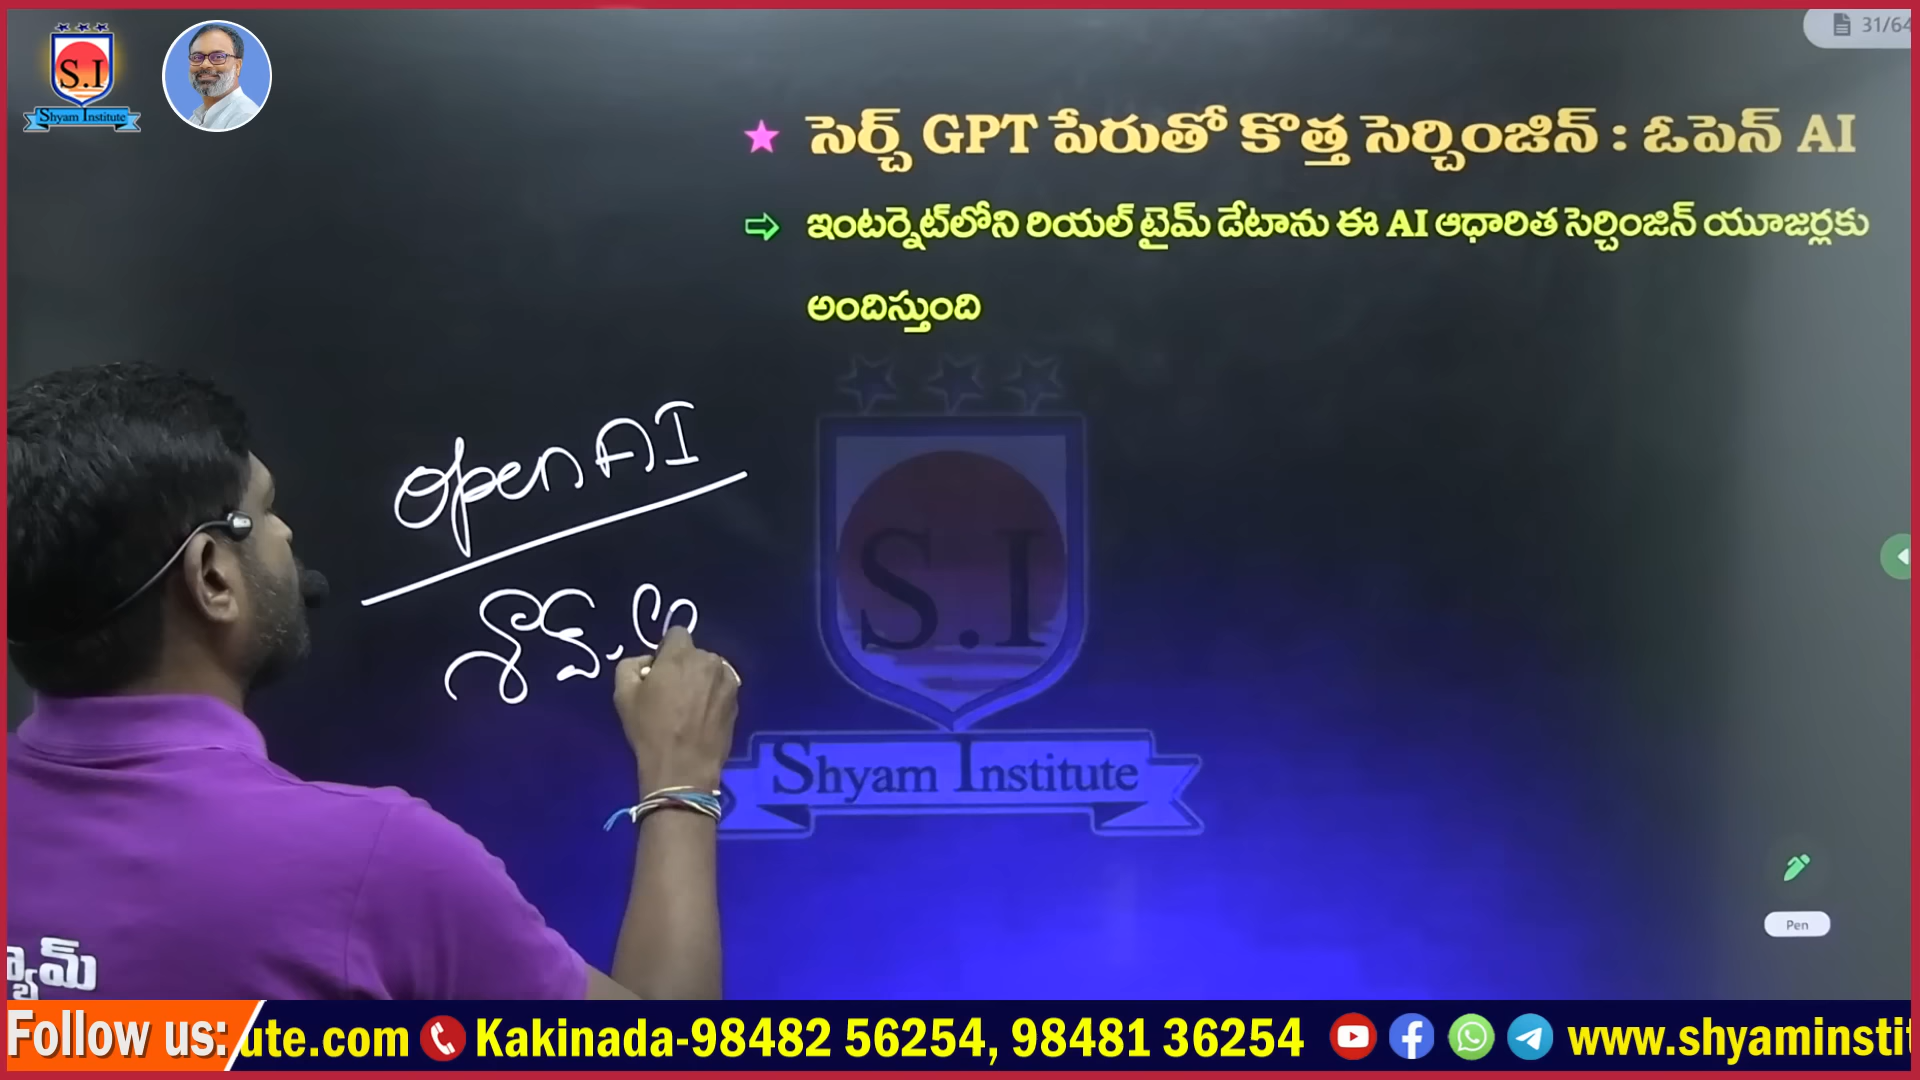 S.I
Shyam Institute
31/64
★ సెర్చ్ GPT పేరుతో కొత్త సెర్చింజిన్ : ఓపెన్ AI
⇨ ఇంటర్నెట్‌లోని రియల్ టైమ్ డేటాను ఈ AI ఆధారిత సెర్చింజిన్ యూజర్లకు
అందిస్తుంది
Open AI
S.I
Shyam Institute
Pen
Follow us: ute.com Kakinada-98482 56254, 98481 36254 www.shyaminstit